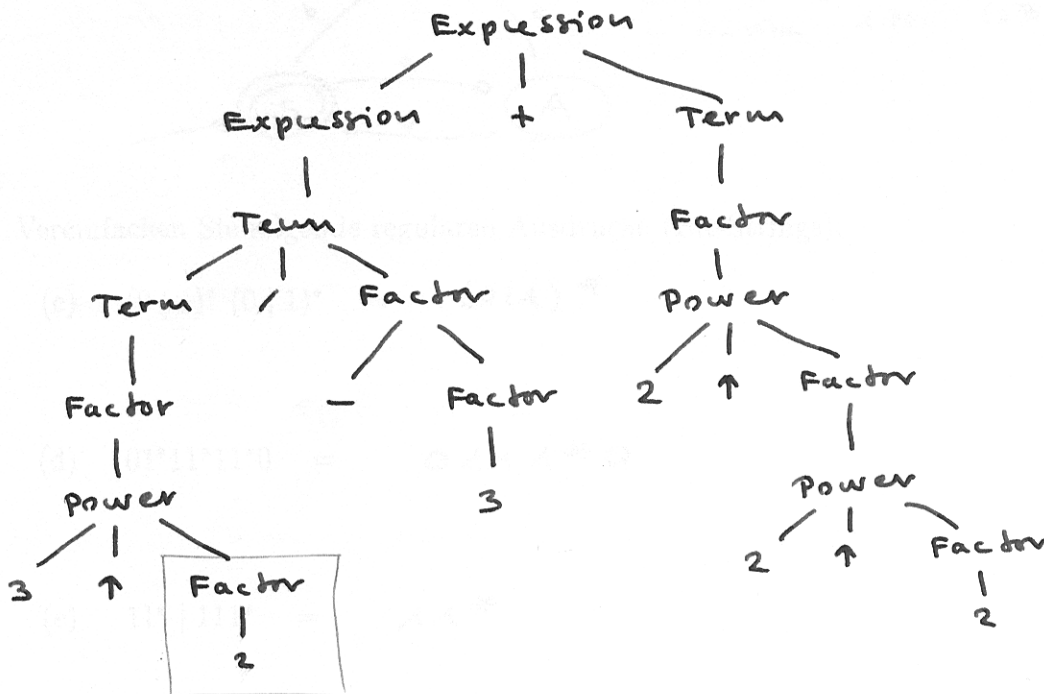 Expression
Expression + Term
Term Factor
Term / Factor Power
Factor - Factor 2 ↑ Factor
Power 3 Power
3 ↑ Factor 2 ↑ Factor
2 2